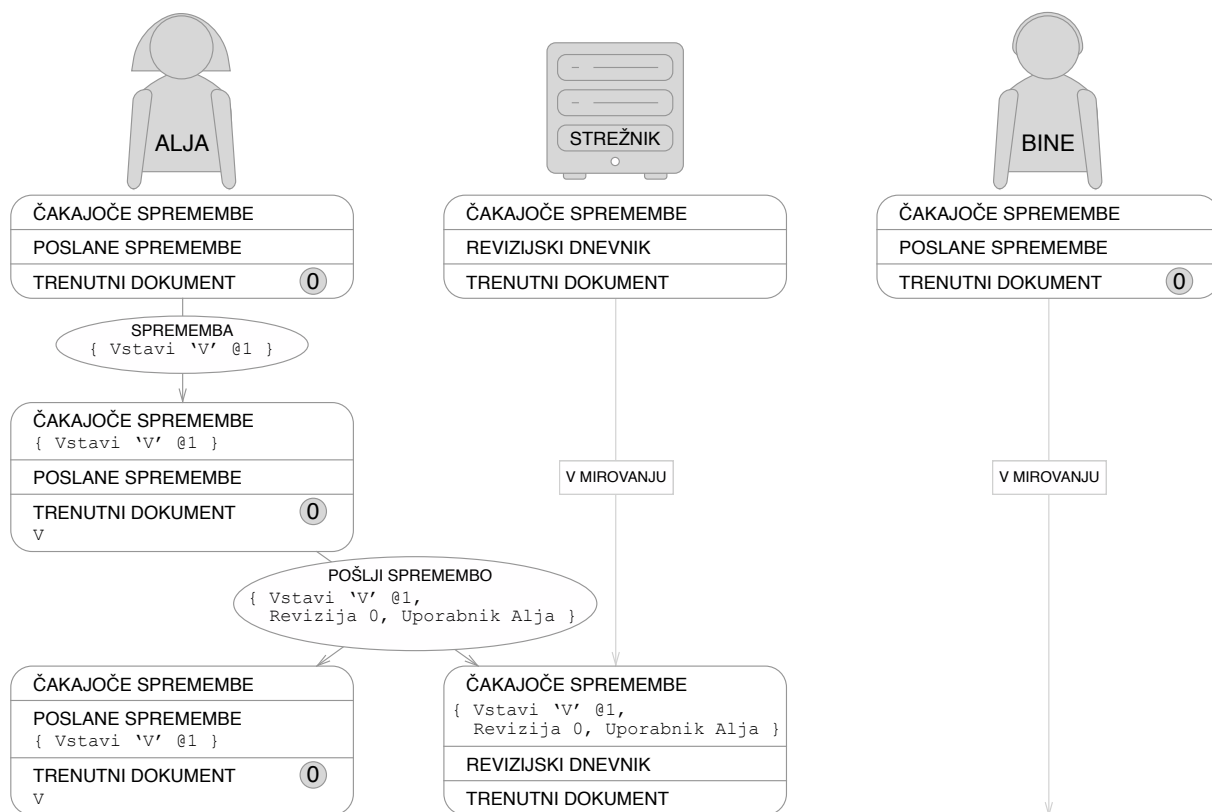 ALJA
STREŽNIK
BINE
ČAKAJOČE SPREMEMBE
POSLANE SPREMEMBE
TRENUTNI DOKUMENT 0
ČAKAJOČE SPREMEMBE
REVIZIJSKI DNEVNIK
TRENUTNI DOKUMENT
ČAKAJOČE SPREMEMBE
POSLANE SPREMEMBE
TRENUTNI DOKUMENT 0
SPREMEMBA
{ Vstavi ‘V’ @1 }
ČAKAJOČE SPREMEMBE
{ Vstavi ‘V’ @1 }
POSLANE SPREMEMBE
TRENUTNI DOKUMENT 0
V
V MIROVANJU
V MIROVANJU
POŠLJI SPREMEMBO
{ Vstavi ‘V’ @1,
Revizija 0, Uporabnik Alja }
ČAKAJOČE SPREMEMBE
POSLANE SPREMEMBE
{ Vstavi ‘V’ @1 }
TRENUTNI DOKUMENT 0
V
ČAKAJOČE SPREMEMBE
{ Vstavi ‘V’ @1,
Revizija 0, Uporabnik Alja }
REVIZIJSKI DNEVNIK
TRENUTNI DOKUMENT